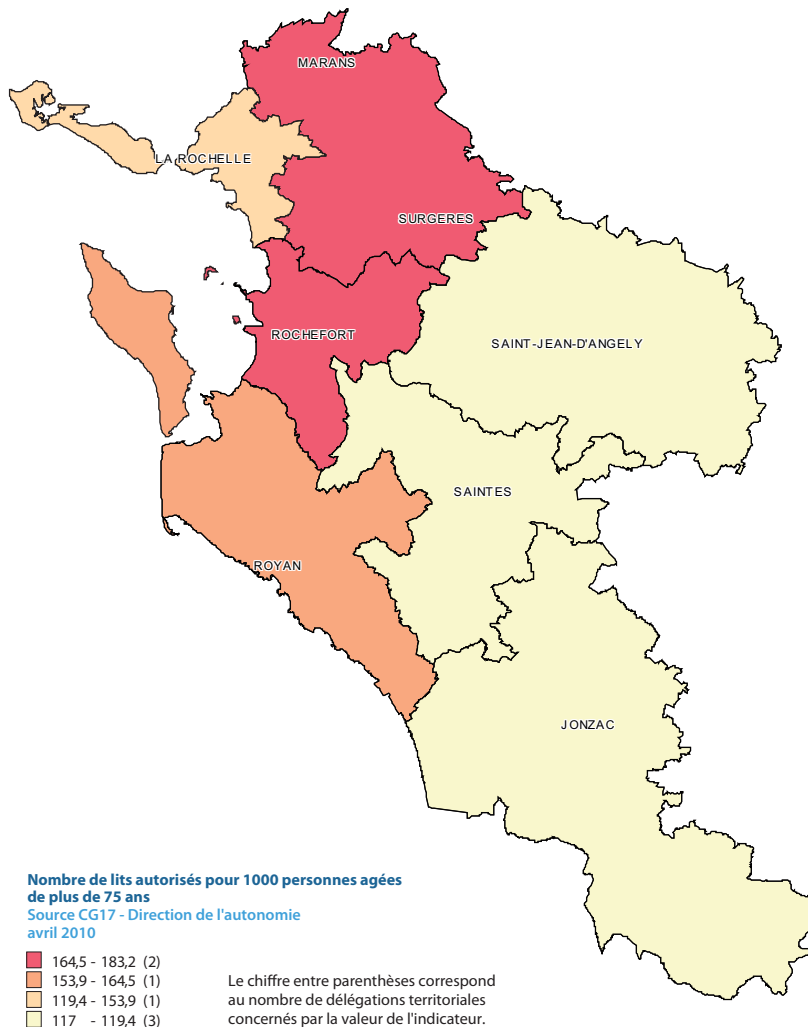 MARANS
LA ROCHELLE
SURGERES
ROCHEFORT
SAINT-JEAN-D'ANGELY
SAINTES
ROYAN
JONZAC
Nombre de lits autorisés pour 1000 personnes agées
de plus de 75 ans
Source CG17 - Direction de l'autonomie
avril 2010
164,5 - 183,2 (2)
153,9 - 164,5 (1)
119,4 - 153,9 (1)
117 - 119,4 (3)
Le chiffre entre parenthèses correspond
au nombre de délégations territoriales
concernés par la valeur de l'indicateur.